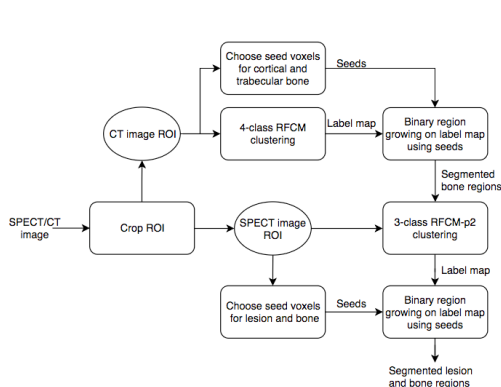 Choose seed voxels
for cortical and
trabecular bone
Seeds
CT image ROI
4-class RFCM
clustering
Label map
Binary region
growing on label map
using seeds
Segmented
bone regions
SPECT/CT
image
Crop ROI
SPECT image
ROI
3-class RFCM-p2
clustering
Label map
Choose seed voxels
for lesion and bone
Seeds
Binary region
growing on label map
using seeds
Segmented lesion
and bone regions